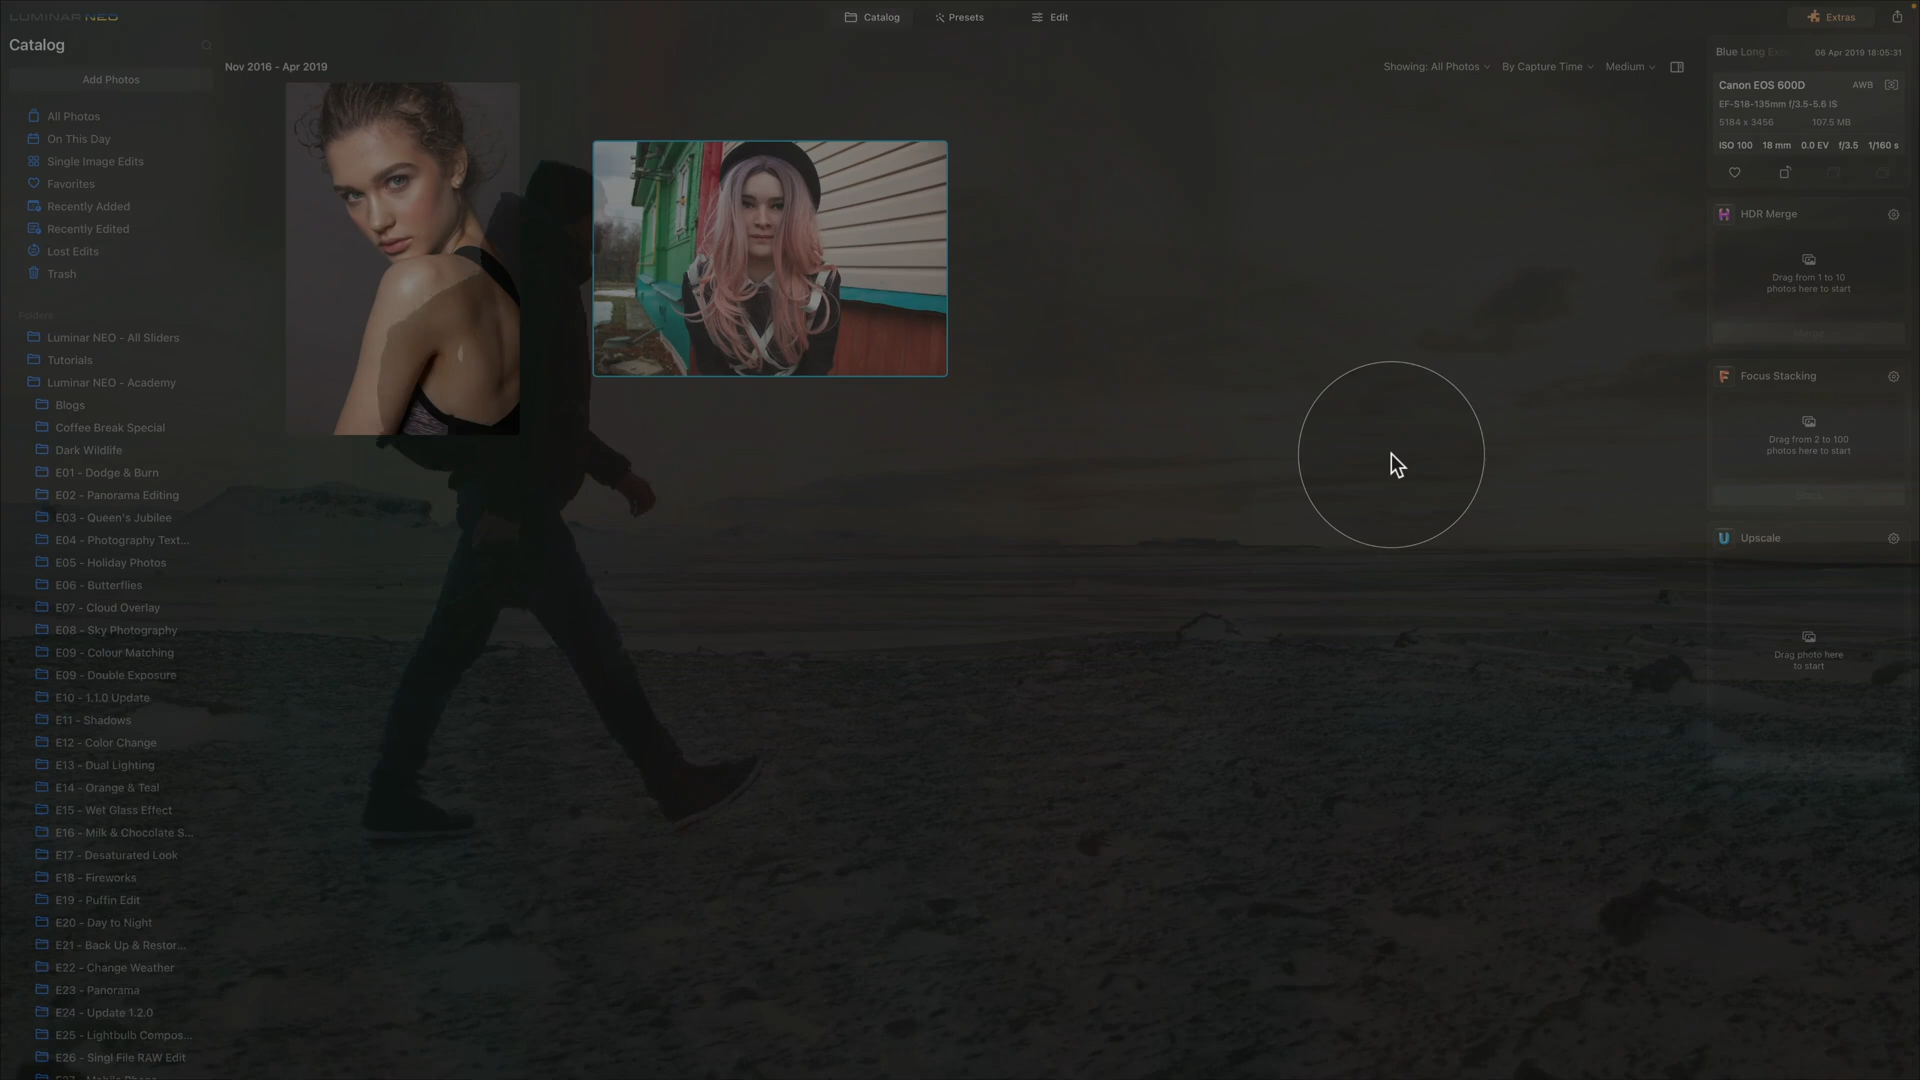 LUMINAR NEO
Catalog
Presets
Edit
Extras
Catalog
Add Photos
All Photos
On This Day
Single Image Edits
Favorites
Recently Added
Recently Edited
Lost Edits
Trash
Folders
Luminar NEO - All Sliders
Tutorials
Luminar NEO - Academy
Blogs
Coffee Break Special
Dark Wildlife
E01 - Dodge & Burn
E02 - Panorama Editing
E03 - Queen's Jubilee
E04 - Photography Text...
E05 - Holiday Photos
E06 - Butterflies
E07 - Cloud Overlay
E08 - Sky Photography
E09 - Colour Matching
E09 - Double Exposure
E10 - 1.1.0 Update
E11 - Shadows
E12 - Color Change
E13 - Dual Lighting
E14 - Orange & Teal
E15 - Wet Glass Effect
E16 - Milk & Chocolate S...
E17 - Desaturated Look
E18 - Fireworks
E19 - Puffin Edit
E20 - Day to Night
E21 - Back Up & Restor...
E22 - Change Weather
E23 - Panorama
E24 - Update 1.2.0
E25 - Lightbulb Compos...
E26 - Singl File RAW Edit
Nov 2016 - Apr 2019
Showing: All Photos
By Capture Time
Medium
Blue Long
06 Apr 2019 18:05:31
Canon EOS 600D
AWB
EF-S18-135mm f/3.5-5.6 IS
5184 x 3456 107.5 MB
ISO 100 18 mm 0.0 EV f/3.5 1/160 s
HDR Merge
Drag from 1 to 10
photos here to start
Merge
Focus Stacking
Drag from 2 to 100
photos here to start
Upscale
Drag photo here
to start